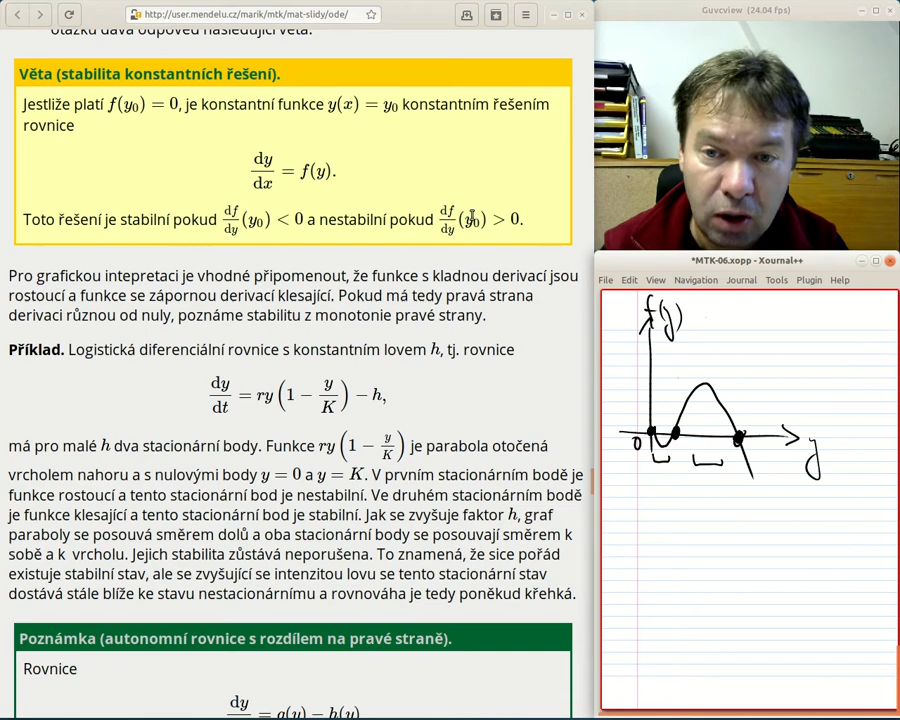 http://user.mendelu.cz/marik/mtk/mat-slidy/ode/
Věta (stabilita konstantních řešení).
Jestliže platí f(y₀) = 0, je konstantní funkce y(x) = y₀ konstantním řešením
rovnice
dy/dx = f(y).
Toto řešení je stabilní pokud df/dy(y₀) < 0 a nestabilní pokud df/dy(y₀) > 0.
Pro grafickou intepretaci je vhodné připomenout, že funkce s kladnou derivací jsou
rostoucí a funkce se zápornou derivací klesající. Pokud má tedy pravá strana
derivaci různou od nuly, poznáme stabilitu z monotonie pravé strany.
Příklad. Logistická diferenciální rovnice s konstantním lovem h, tj. rovnice
dy/dt = ry(1 − y/K) − h,
má pro malé h dva stacionární body. Funkce ry(1 − y/K) je parabola otočená
vrcholem nahoru a s nulovými body y = 0 a y = K. V prvním stacionárním bodě je
funkce rostoucí a tento stacionární bod je nestabilní. Ve druhém stacionárním bodě
je funkce klesající a tento stacionární bod je stabilní. Jak se zvyšuje faktor h, graf
paraboly se posouvá směrem dolů a oba stacionární body se posouvají směrem k
sobě a k vrcholu. Jejich stabilita zůstává neporušena. To znamená, že sice pořád
existuje stabilní stav, ale se zvyšující se intenzitou lovu se tento stacionární stav
dostává stále blíže ke stavu nestacionárnímu a rovnováha je tedy poněkud křehká.
Poznámka (autonomní rovnice s rozdílem na pravé straně).
Rovnice
dy
= g(y) − h(y)
Guvcview (24.04 fps)
*MTK-06.xopp - Xournal++
File Edit View Navigation Journal Tools Plugin Help
f(y)
0
y